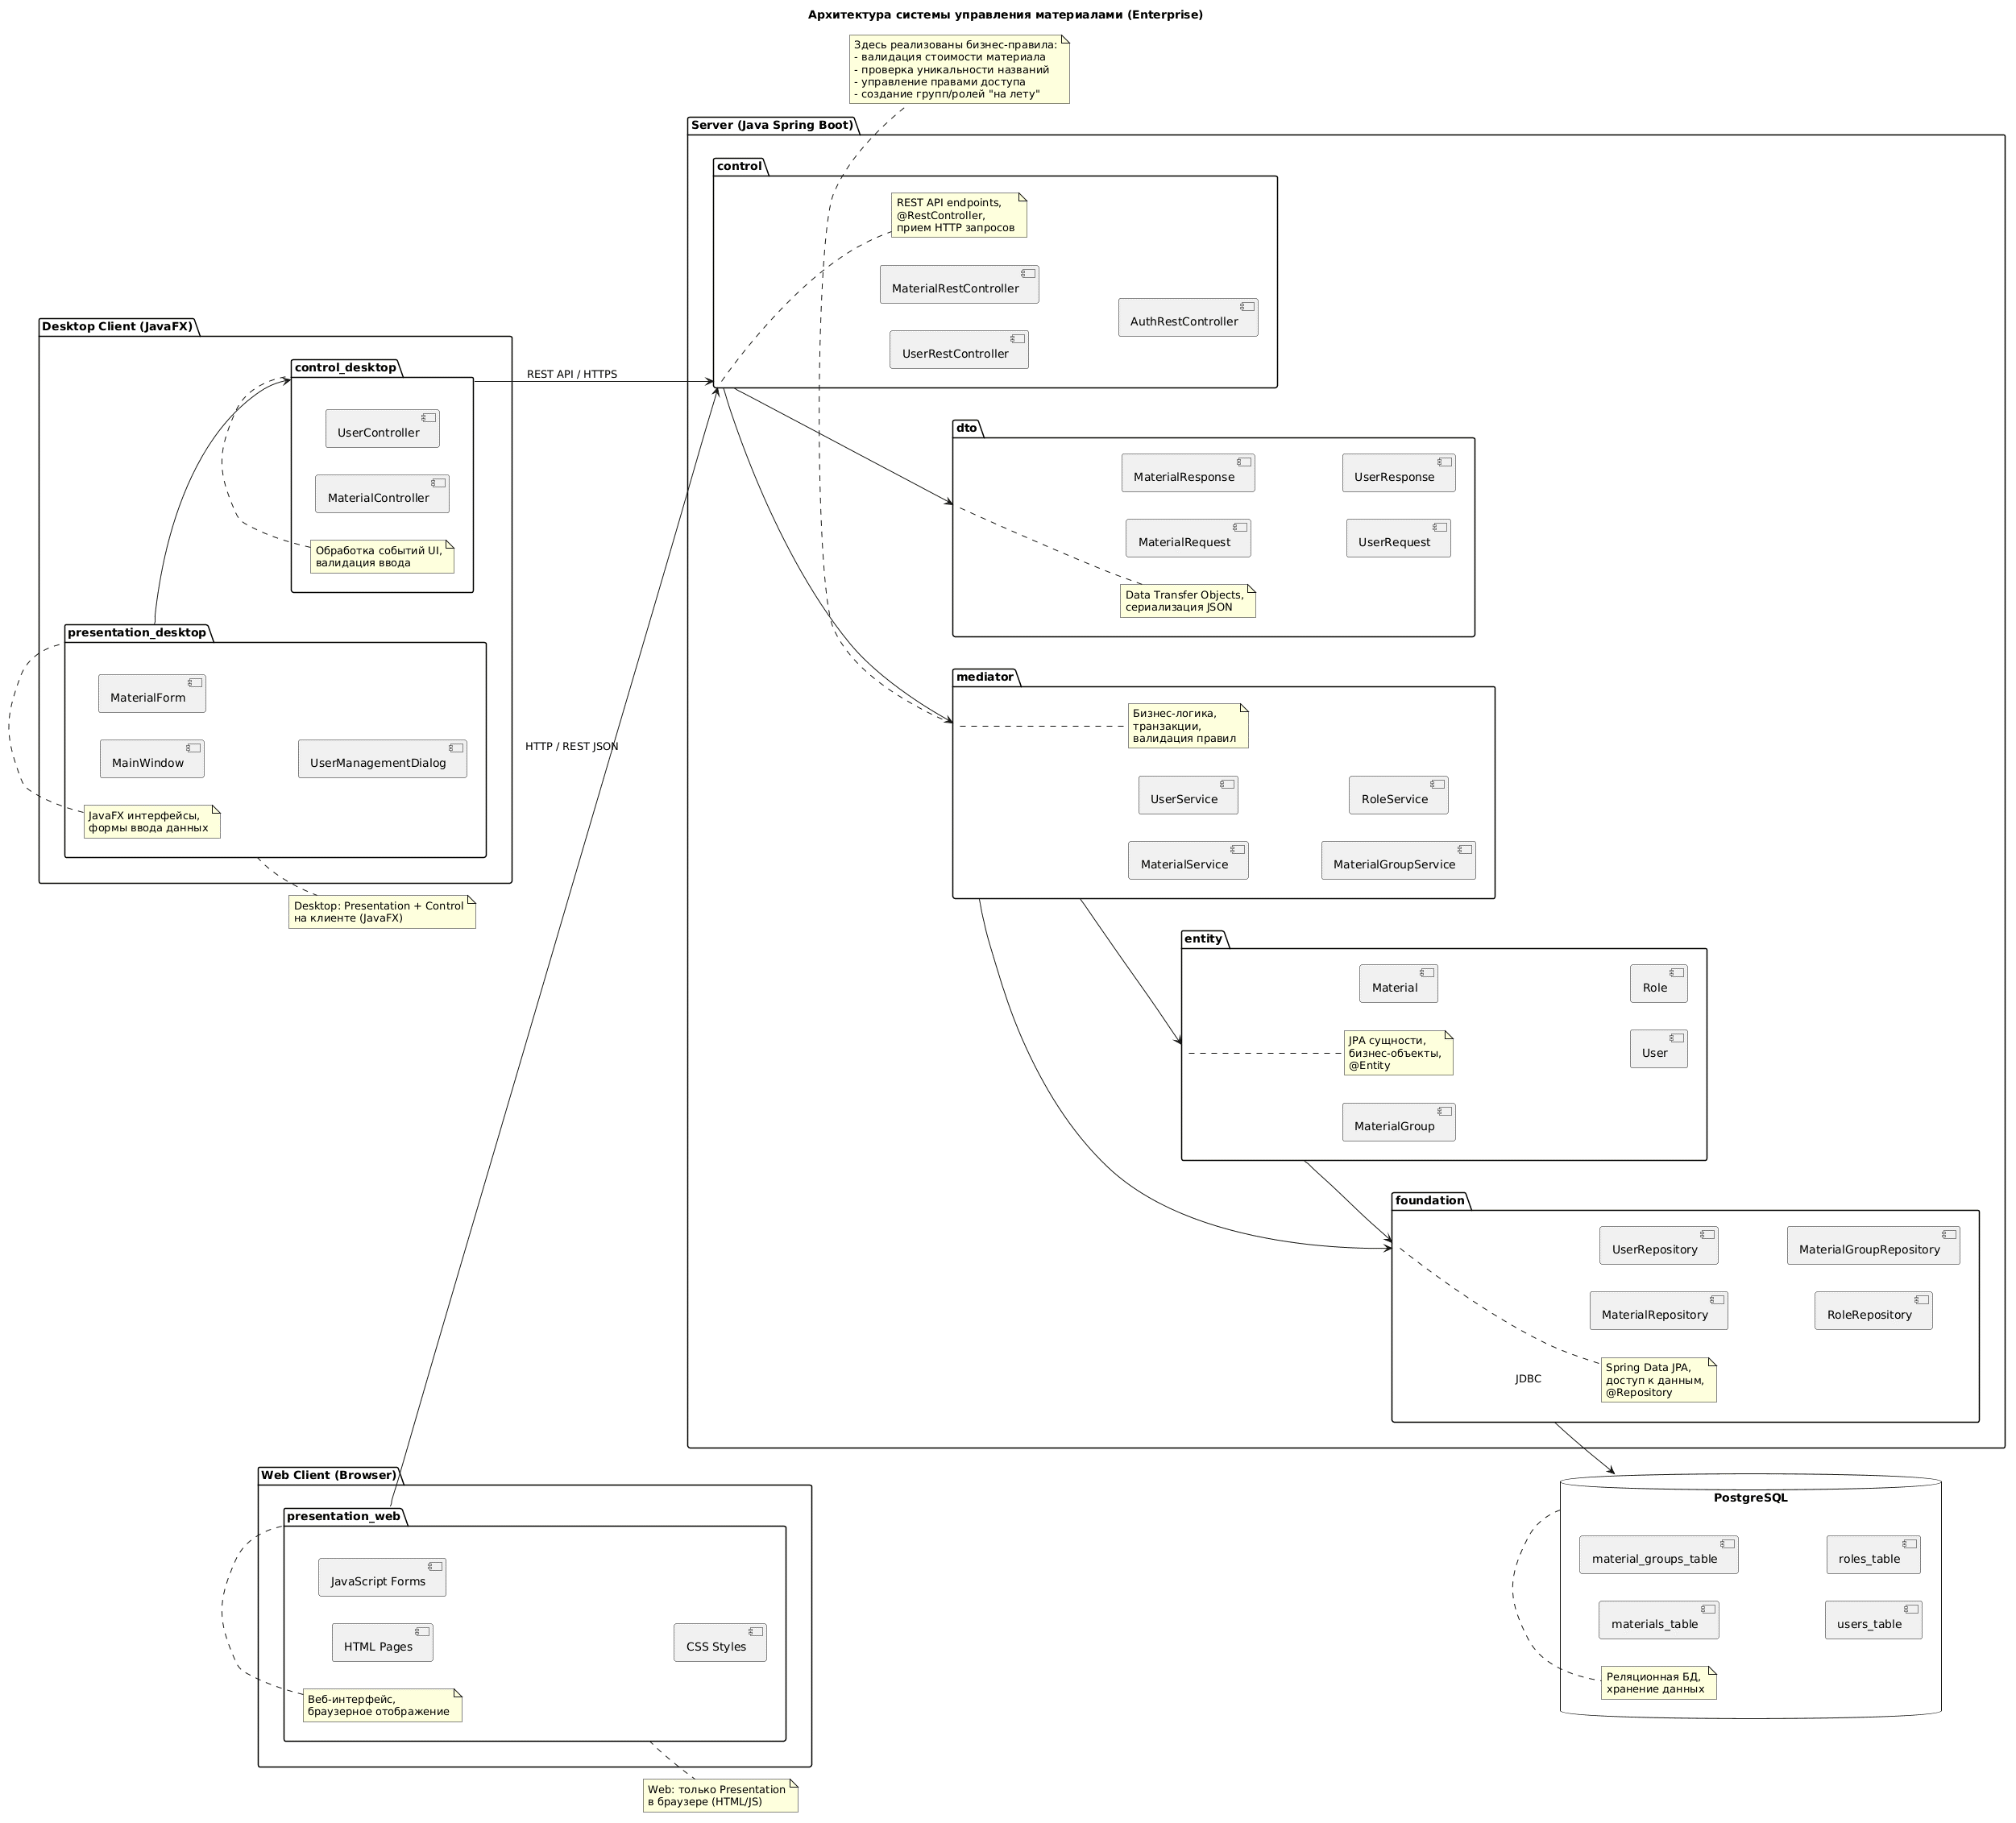 Архитектура системы управления материалами (Enterprise)
Здесь реализованы бизнес-правила:
- валидация стоимости материала
- проверка уникальности названий
- управление правами доступа
- создание групп/ролей "на лету"
Server (Java Spring Boot)
control
REST API endpoints,
@RestController,
прием HTTP запросов
MaterialRestController
AuthRestController
UserRestController
Desktop Client (JavaFX)
control_desktop
REST API / HTTPS
UserController
MaterialController
Обработка событий UI,
валидация ввода
dto
MaterialResponse
UserResponse
MaterialRequest
UserRequest
Data Transfer Objects,
сериализация JSON
presentation_desktop
MaterialForm
MainWindow
UserManagementDialog
JavaFX интерфейсы,
формы ввода данных
Desktop: Presentation + Control
на клиенте (JavaFX)
HTTP / REST JSON
mediator
Бизнес-логика,
транзакции,
валидация правил
UserService
RoleService
MaterialService
MaterialGroupService
entity
Material
Role
JPA сущности,
бизнес-объекты,
@Entity
User
MaterialGroup
foundation
UserRepository
MaterialGroupRepository
MaterialRepository
RoleRepository
Spring Data JPA,
доступ к данным,
@Repository
JDBC
Web Client (Browser)
presentation_web
JavaScript Forms
HTML Pages
CSS Styles
Веб-интерфейс,
браузерное отображение
Web: только Presentation
в браузере (HTML/JS)
PostgreSQL
material_groups_table
roles_table
materials_table
users_table
Реляционная БД,
хранение данных